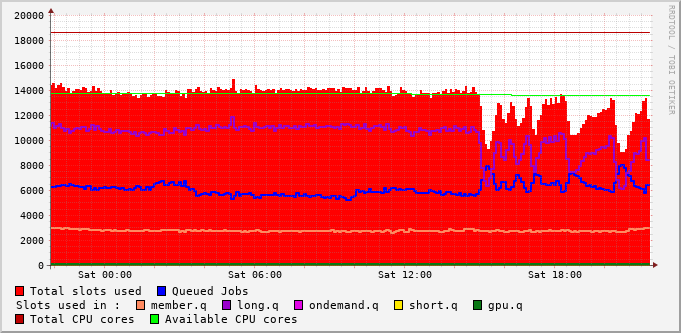 20000
18000
16000
14000
12000
10000
8000
6000
4000
2000
0
Sat 00:00 Sat 06:00 Sat 12:00 Sat 18:00
RRDTOOL / TOBI OETIKER
Total slots used Queued Jobs
Slots used in : member.q long.q ondemand.q short.q gpu.q
Total CPU cores Available CPU cores